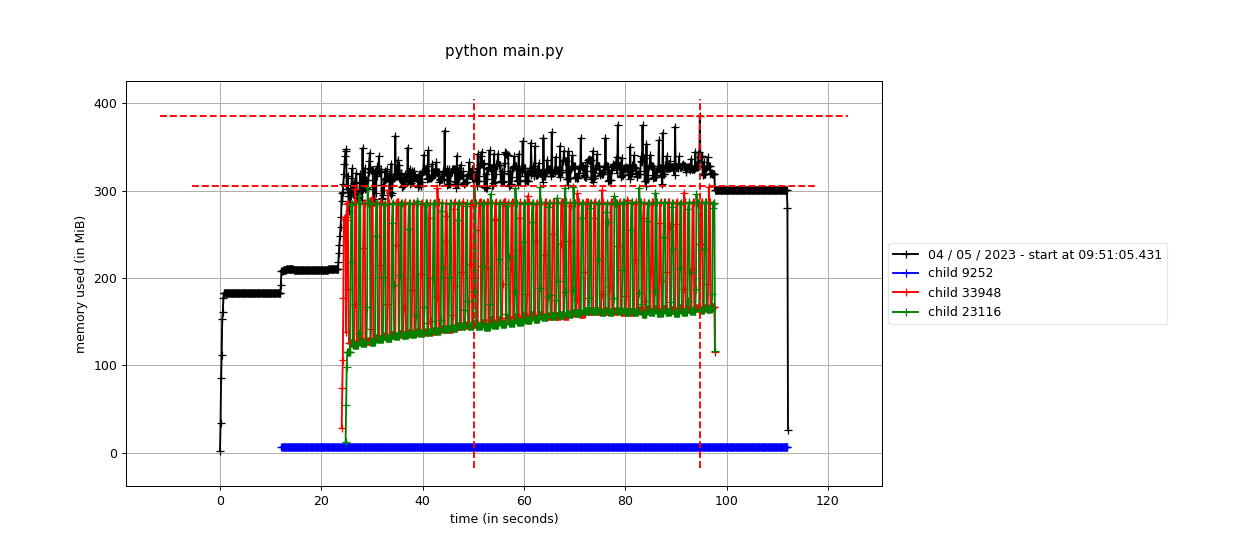 python main.py
400
300
200
100
0
memory used (in MiB)
0 20 40 60 80 100 120
time (in seconds)
04 / 05 / 2023 - start at 09:51:05.431
child 9252
child 33948
child 23116